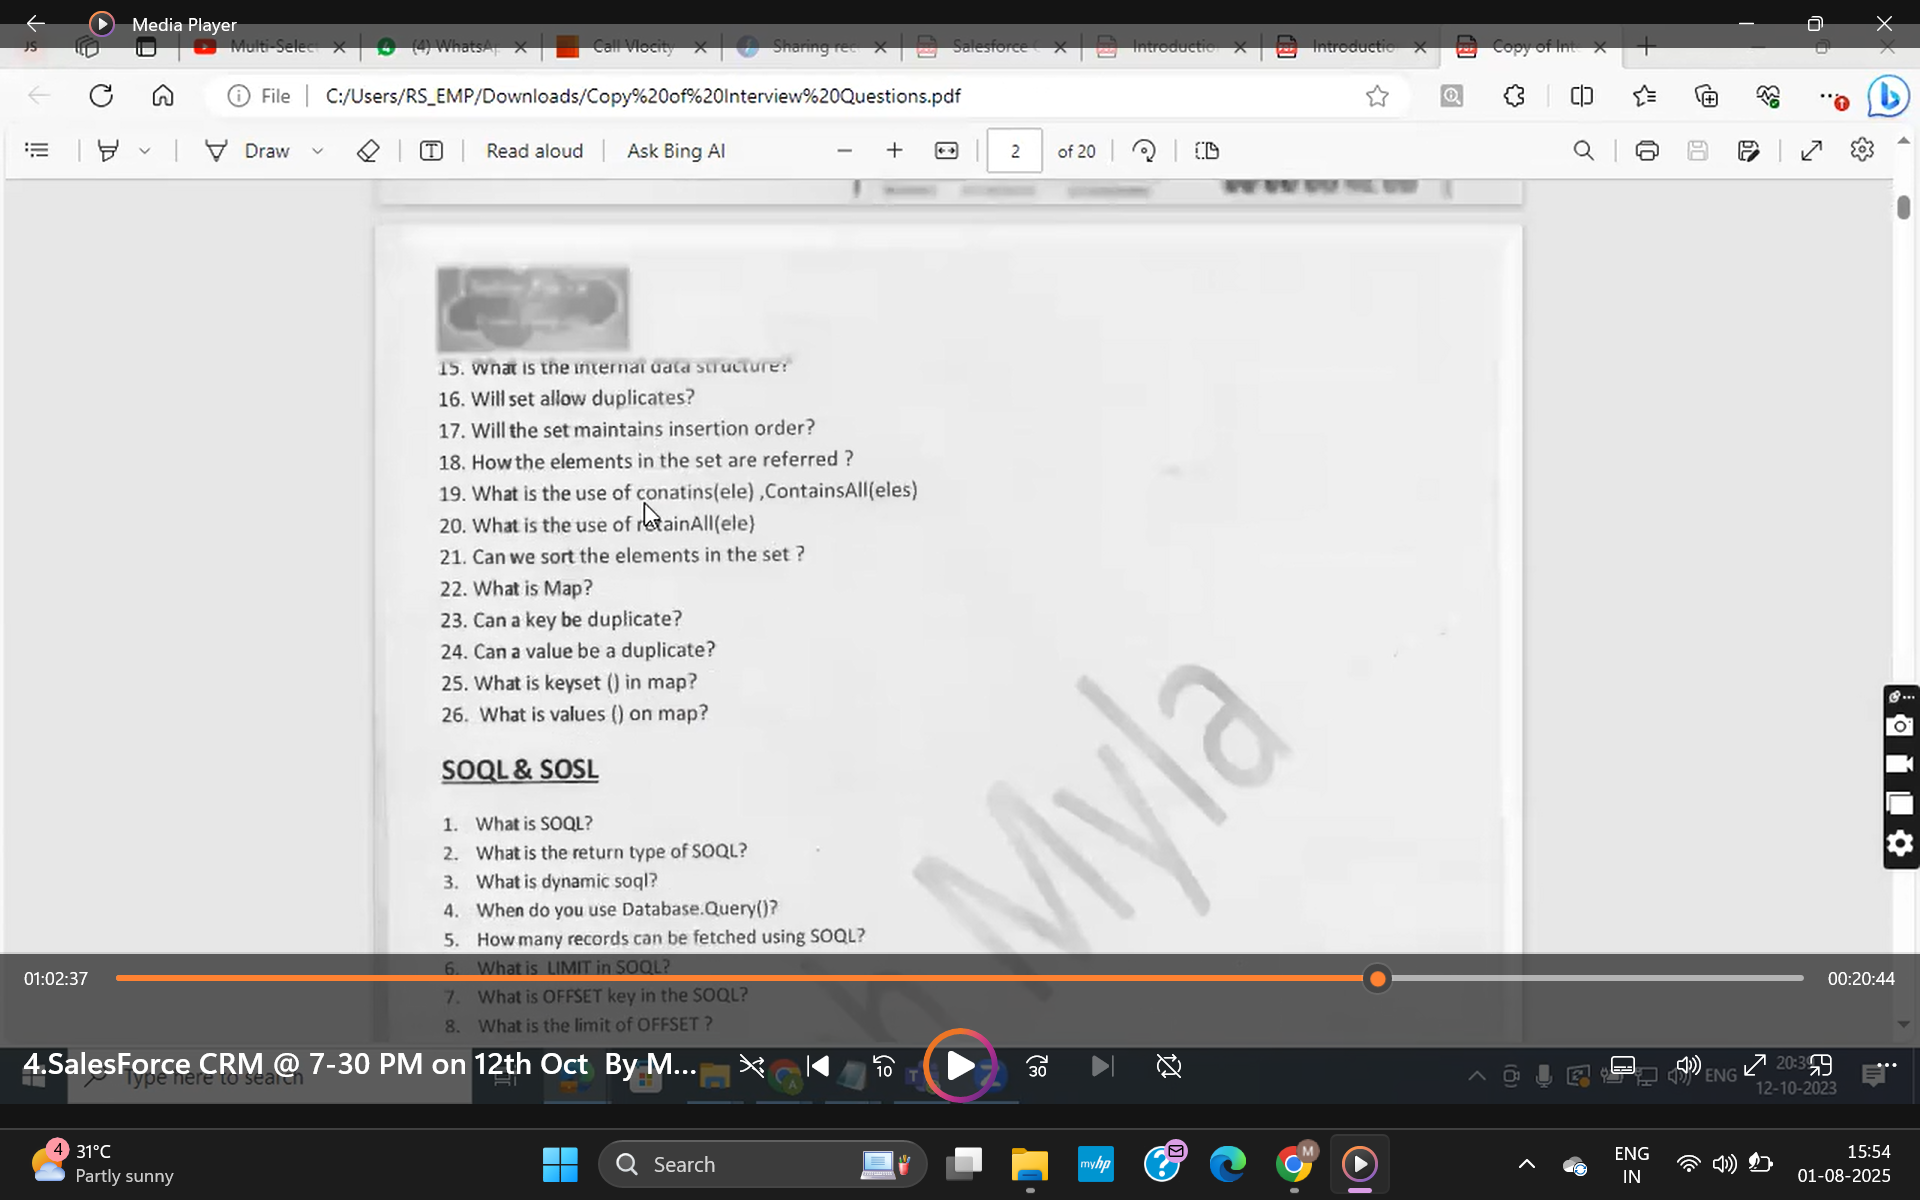 Media Player
JS
Multi-Selec
(4) WhatsAp
Call Vlocity
Sharing rec
Salesforce
Introductio
Introductio
Copy of Int
File
C:/Users/RS_EMP/Downloads/Copy%20of%20Interview%20Questions.pdf
Draw
Read aloud
Ask Bing AI
2
of 20
15. What is the internal data structure?
16. Will set allow duplicates?
17. Will the set maintains insertion order?
18. How the elements in the set are referred ?
19. What is the use of conatins(ele) ,ContainsAll(eles)
20. What is the use of retainAll(ele)
21. Can we sort the elements in the set ?
22. What is Map?
23. Can a key be duplicate?
24. Can a value be a duplicate?
25. What is keyset () in map?
26. What is values () on map?
SOQL & SOSL
1. What is SOQL?
2. What is the return type of SOQL?
3. What is dynamic soql?
4. When do you use Database.Query()?
5. How many records can be fetched using SOQL?
6. What is LIMIT in SOQL?
7. What is OFFSET key in the SOQL?
8. What is the limit of OFFSET ?
Myla
01:02:37
00:20:44
4.SalesForce CRM @ 7-30 PM on 12th Oct By M...
10
30
Type here to search
ENG
20:39
12-10-2023
4
31°C
Partly sunny
Search
myhp
M
ENG
IN
15:54
01-08-2025